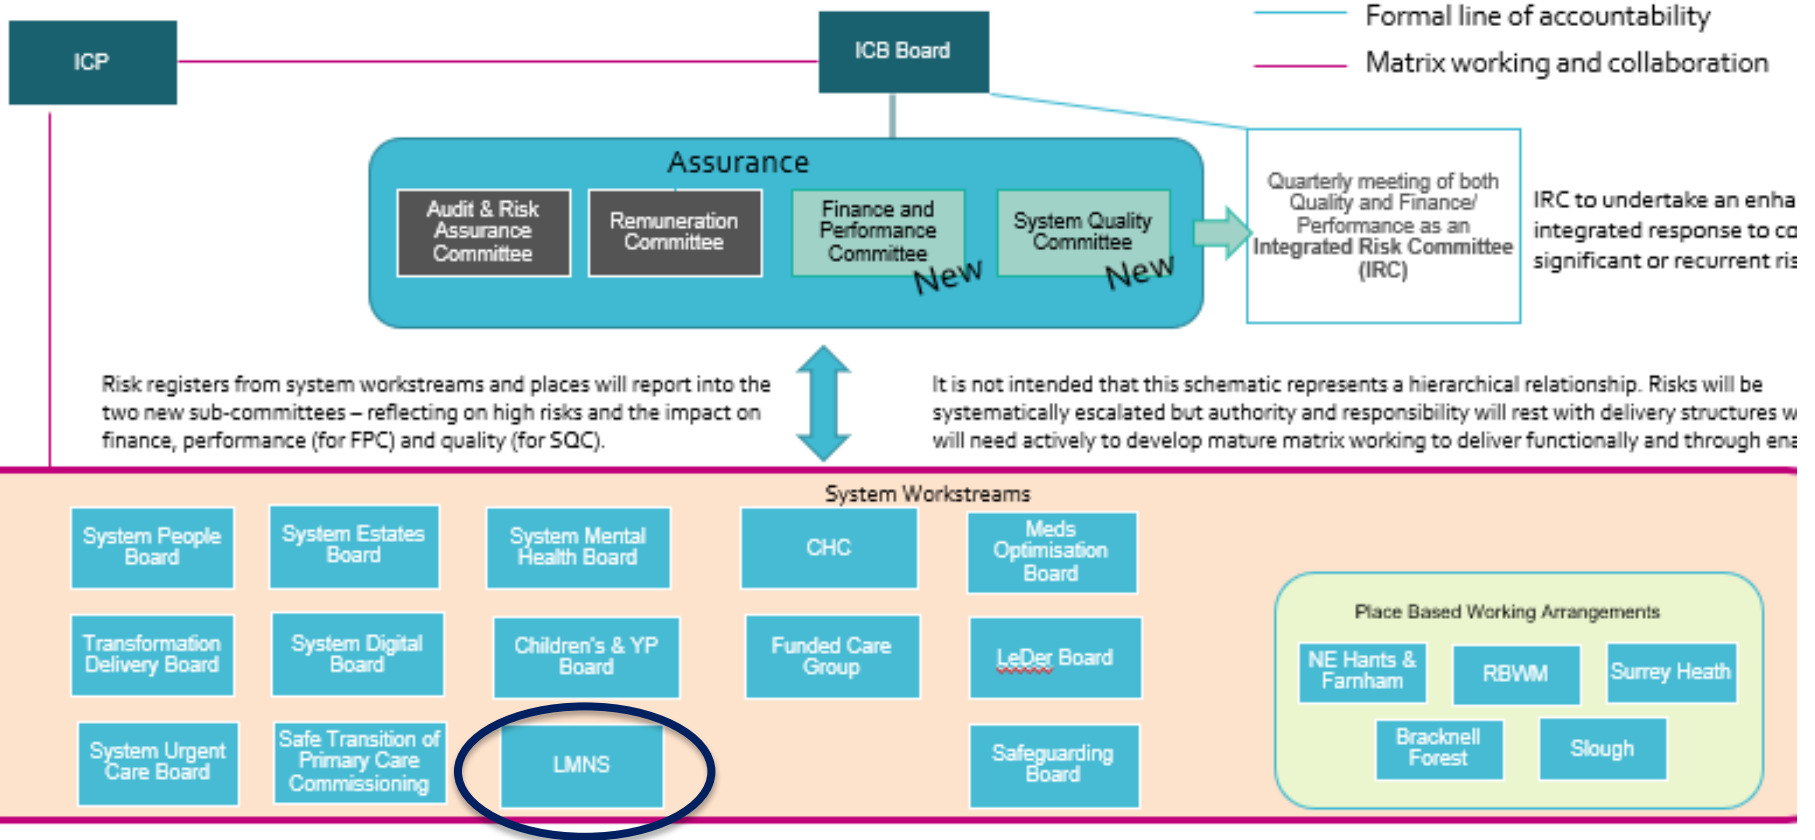 Formal line of accountability
Matrix working and collaboration
ICP
ICB Board
Assurance
Audit & Risk
Assurance
Committee
Remuneration
Committee
Finance and
Performance
Committee
New
System Quality
Committee
New
Quarterly meeting of both
Quality and Finance/
Performance as an
Integrated Risk Committee
(IRC)
IRC to undertake an
integrated response to
significant or recurrent
Risk registers from system workstreams and places will report into the
two new sub-committees – reflecting on high risks and the impact on
finance, performance (for FPC) and quality (for SQC).
It is not intended that this schematic represents a hierarchical relationship. Risks will be
systematically escalated but authority and responsibility will rest with delivery structures
will need actively to develop mature matrix working to deliver functionally and through
System Workstreams
System People
Board
System Estates
Board
System Mental
Health Board
CHC
Meds
Optimisation
Board
Transformation
Delivery Board
System Digital
Board
Children's & YP
Board
Funded Care
Group
LeDer Board
System Urgent
Care Board
Safe Transition of
Primary Care
Commissioning
LMNS
Safeguarding
Board
Place Based Working Arrangements
NE Hants &
Farnham
RBWM
Surrey Heath
Bracknell
Forest
Slough